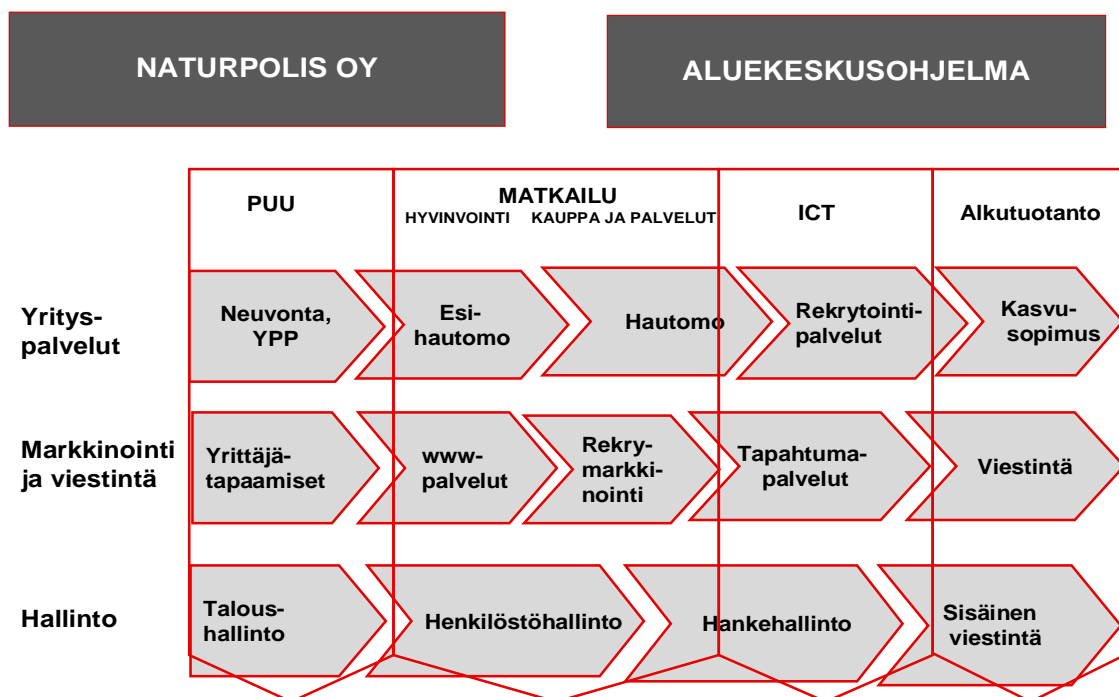 NATURPOLIS OY
ALUEKESKUSOHJELMA
PUU
MATKAILU
HYVINVOINTI KAUPPA JA PALVELUT
ICT
Alkutuotanto
Yritys-
palvelut
Neuvonta,
YPP
Esi-
hautomo
Hautomo
Rekrytointi-
palvelut
Kasvu-
sopimus
Markkinointi
ja viestintä
Yrittäjä-
tapaamiset
www-
palvelut
Rekry-
markki-
nointi
Tapahtuma-
palvelut
Viestintä
Hallinto
Talous-
hallinto
Henkilöstöhallinto
Hankehallinto
Sisäinen
viestintä